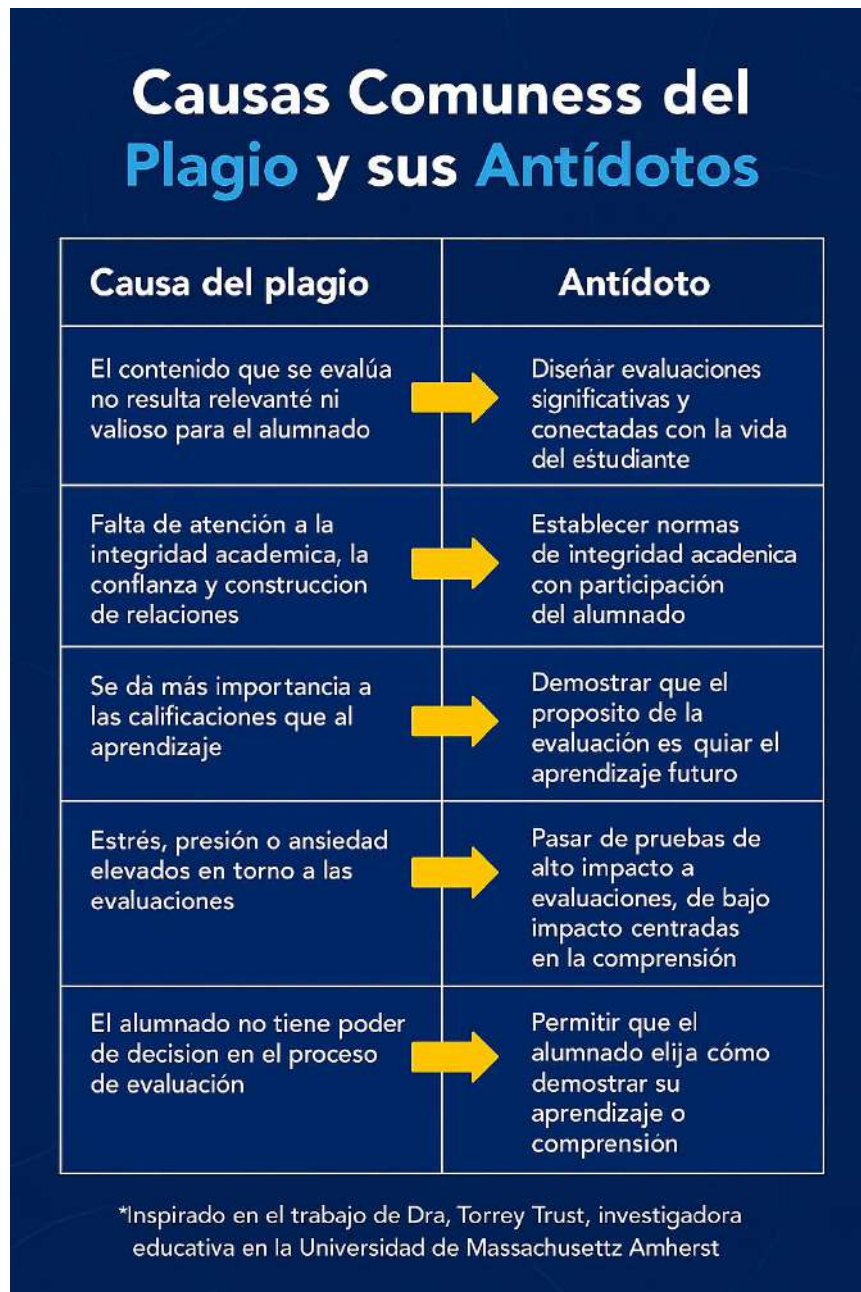 Causas Comuness del
Plagio y sus Antídotos
Causa del plagio
Antídoto
El contenido que se evalúa
no resulta relevanté ni
valioso para el alumnado
Diseńar evaluaciones
significativas y
conectadas con la vida
del estudiante
Falta de atención a la
integridad academica, la
conflanza y construccion
de relaciones
Establecer normas
de integridad acadenica
con participación
del alumnado
Se dà más importancia a
las calificaciones que al
aprendizaje
Demostrar que el
proposito de la
evaluación es quiar el
aprendizaje futuro
Estrés, presión o ansiedad
elevados en torno a las
evaluaciones
Pasar de pruebas de
alto impacto a
evaluaciones, de bajo
impacto centradas
en la comprensión
El alumnado no tiene poder
de decision en el proceso
de evaluación
Permitir que el
alumnado elija cómo
demostrar su
aprendizaje o
comprensión
*Inspirado en el trabajo de Dra, Torrey Trust, investigadora
educativa en la Universidad de Massachusettz Amherst